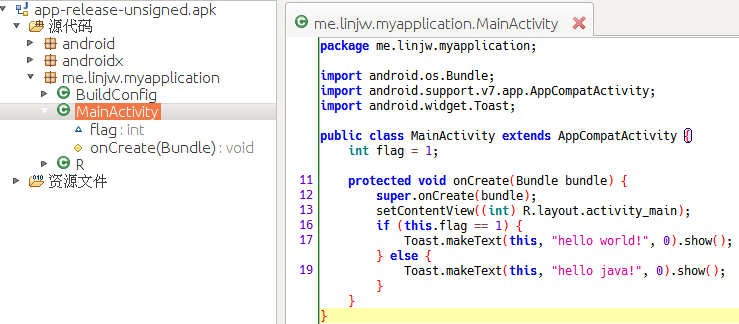 app-release-unsigned.apk
源代码
android
androidx
me.linjw.myapplication
BuildConfig
MainActivity
flag : int
onCreate(Bundle) : void
R
资源文件
me.linjw.myapplication.MainActivity
package me.linjw.myapplication;
import android.os.Bundle;
import android.support.v7.app.AppCompatActivity;
import android.widget.Toast;
public class MainActivity extends AppCompatActivity {
int flag = 1;
11 protected void onCreate(Bundle bundle) {
12 super.onCreate(bundle);
13 setContentView((int) R.layout.activity_main);
16 if (this.flag == 1) {
17 Toast.makeText(this, "hello world!", 0).show();
} else {
19 Toast.makeText(this, "hello java!", 0).show();
}
}
}